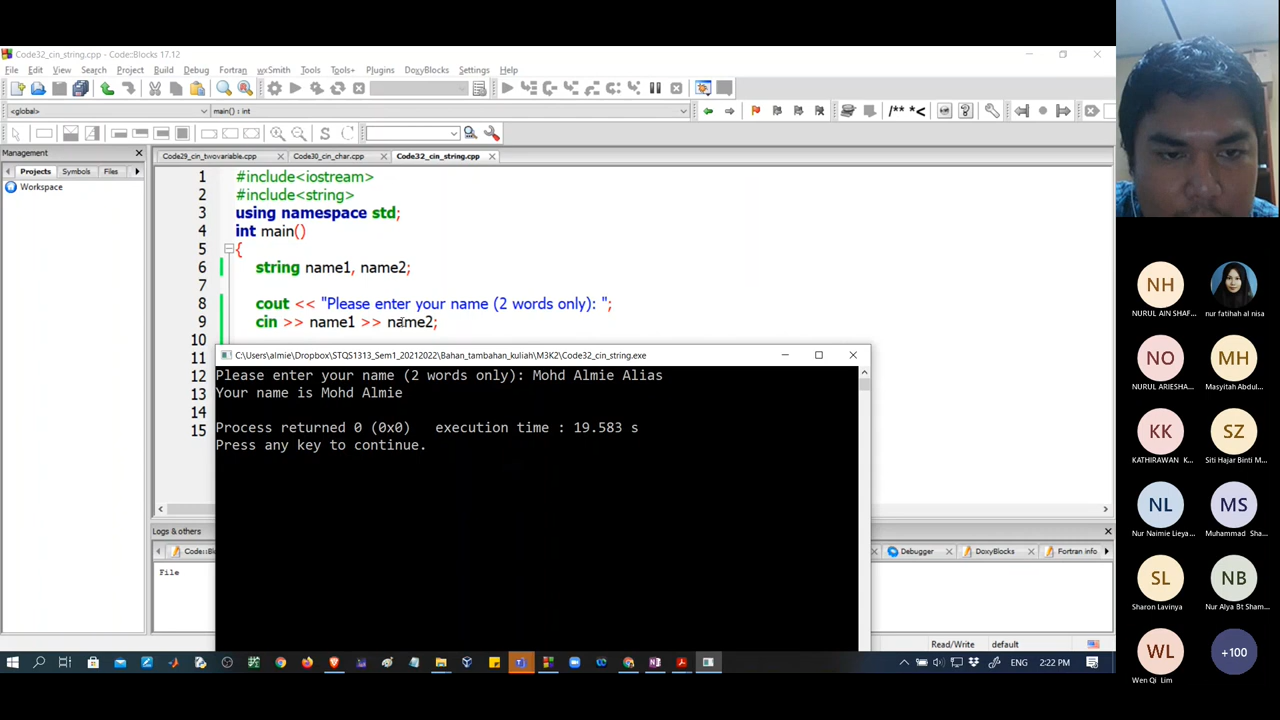 Code32_cin_string.cpp - Code::Blocks 17.12
File Edit View Search Project Build Debug Fortran wxSmith Tools Tools+ Plugins DoxyBlocks Settings Help
<global> main() : int
/** *<
S C
Management
Projects Symbols Files
Workspace
Code29_cin_twovariable.cpp Code30_cin_char.cpp Code32_cin_string.cpp
1 #include<iostream>
2 #include<string>
3 using namespace std;
4 int main()
5 {
6 string name1, name2;
7
8 cout << "Please enter your name (2 words only): ";
9 cin >> name1 >> name2;
10
11
12
13
14
15
C:\Users\almie\Dropbox\STQS1313_Sem1_20212022\Bahan_tambahan_kuliah\M3K2\Code32_cin_string.exe
Please enter your name (2 words only): Mohd Almie Alias
Your name is Mohd Almie
Process returned 0 (0x0) execution time : 19.583 s
Press any key to continue.
Logs & others
Code::Bl Debugger DoxyBlocks Fortran info
File
Read/Write default
ENG 2:22 PM
NH
NURUL AIN SHAF...
nur fatihah al nisa
NO
NURUL ARIESHA...
MH
Masyitah Abdul...
KK
KATHIRAWAN K...
SZ
Siti Hajar Binti M...
NL
Nur Naimie Lieya...
MS
Muhammad Sha...
SL
Sharon Lavinya
NB
Nur Alya Bt Sham...
WL
Wen Qi Lim
+100